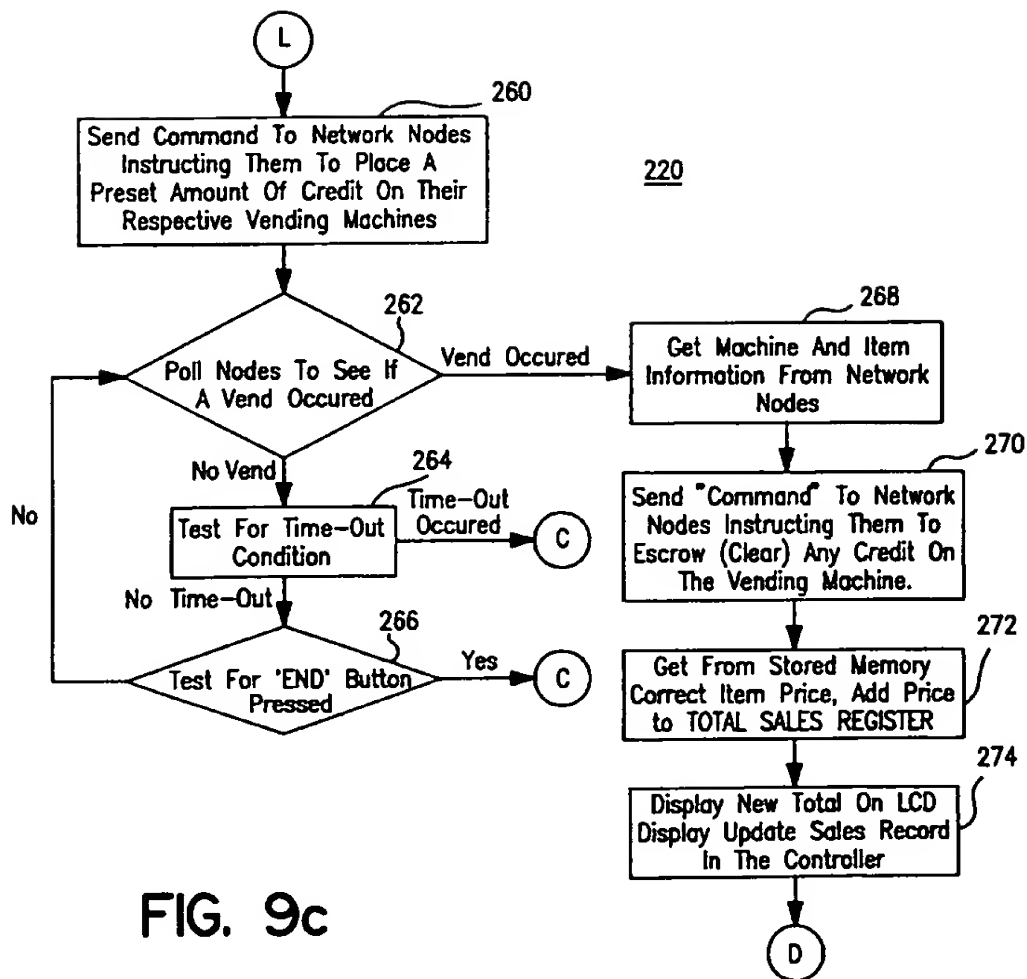 L
260
Send Command To Network Nodes
Instructing Them To Place A
Preset Amount Of Credit On Their
Respective Vending Machines
220
262
Poll Nodes To See If
A Vend Occured
Vend Occured
268
Get Machine And Item
Information From Network
Nodes
No Vend
264
Test For Time-Out
Condition
Time-Out
Occured
C
No
No Time-Out
266
Test For 'END' Button
Pressed
Yes
C
270
Send "Command" To Network
Nodes Instructing Them To
Escrow (Clear) Any Credit On
The Vending Machine.
272
Get From Stored Memory
Correct Item Price, Add Price
to TOTAL SALES REGISTER
274
Display New Total On LCD
Display Update Sales Record
In The Controller
D
FIG. 9c